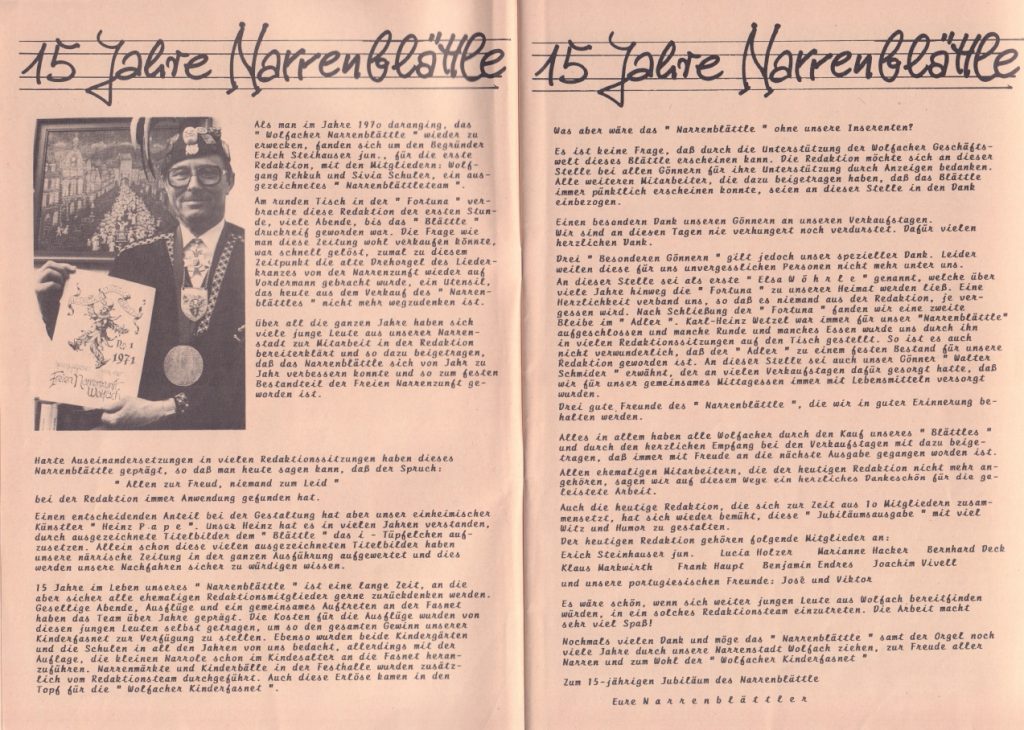 15 Jahre Narrenblättle
Als man im Jahre 197o daranging, das
" Wolfacher Narrenblättle " wieder zu
erwecken, fanden sich um den Begründer
Erich Steihauser jun., für die erste
Redaktion, mit den Mitgliedern: Wolf-
gang Rehkuh und Sivia Schuler, ein aus-
gezeichnetes " Narrenblättleteam ".
Am runden Tisch in der " Fortuna " ver-
brachte diese Redaktion der ersten Stun-
de, viele Abende, bis das " Blättle "
druckreif geworden war. Die Frage wie
man diese Zeitung wohl verkaufen könnte,
war schnell gelöst, zumal zu diesem
Zeitpunkt die alte Drehorgel des Lieder-
kranzes von der Narrenzunft wieder auf
Vordermann gebracht wurde, ein Utensil,
das heute aus dem Verkauf des " Narren-
blättles " nicht mehr wegzudenken ist.
Über all die ganzen Jahre haben sich
viele junge Leute aus unserer Narren-
stadt zur Mitarbeit in der Redaktion
bereiterklärt und so dazu beigetragen,
daß das Narrenblättle sich von Jahr zu
Jahr verbessern konnte und so zum festen
Bestandteil der Freien Narrenzunft ge-
worden ist.
No 1
1971
Freien Narrenzunft
Wolfach
Harte Auseinandersetzungen in vielen Redaktionssitzungen haben dieses
Narrenblättle geprägt, so daß man heute sagen kann, daß der Spruch:
" Allen zur Freud, niemand zum Leid "
bei der Redaktion immer Anwendung gefunden hat.
Einen entscheidenden Anteil bei der Gestaltung hat aber unser einheimischer
Künstler " Heinz P a p e ". Unser Heinz hat es in vielen Jahren verstanden,
durch ausgezeichnete Titelbilder dem " Blättle " das i - Tüpfelchen auf-
zusetzen. Allein schon diese vielen ausgezeichneten Titelbilder haben
unsere närrische Zeitung in der ganzen Ausführung aufgewertet und dies
werden unsere Nachfahren sicher zu würdigen wissen.
15 Jahre im Leben unseres " Narrenblättle " ist eine lange Zeit, an die
aber sicher alle ehemaligen Redaktionsmitglieder gerne zurückdenken werden.
Gesellige Abende, Ausflüge und ein gemeinsames Auftreten an der Fasnet
haben das Team über Jahre geprägt. Die Kosten für die Ausflüge wurden von
diesen jungen Leuten selbst getragen, um so den gesamten Gewinn unserer
Kinderfasnet zur Verfügung zu stellen. Ebenso wurden beide Kindergärten
und die Schulen in all den Jahren von uns bedacht, allerdings mit der
Auflage, die kleinen Narrole schon im Kindesalter an die Fasnet heran-
zuführen. Narrenmärkte und Kinderbälle in der Festhalle wurden zusätz-
lich vom Redaktionsteam durchgeführt. Auch diese Erlöse kamen in den
Topf für die " Wolfacher Kinderfasnet ".
15 Jahre Narrenblättle
Was aber wäre das " Narrenblättle " ohne unsere Inserenten?
Es ist keine Frage, daß durch die Unterstützung der Wolfacher Geschäfts-
welt dieses Blättle erscheinen kann. Die Redaktion möchte sich an dieser
Stelle bei allen Gönnern für ihre Unterstützung durch Anzeigen bedanken.
Alle weiteren Mitarbeiter, die dazu beigetragen haben, daß das Blättle
immer pünktlich erscheinen konnte, seien an dieser Stelle in den Dank
einbezogen.
Einen besondern Dank unseren Gönnern an unseren Verkaufstagen.
Wir sind an diesen Tagen nie verhungert noch verdurstet. Dafür vielen
herzlichen Dank.
Drei " Besonderen Gönnern " gilt jedoch unser spezieller Dank. Leider
weilen diese für uns unvergesslichen Personen nicht mehr unter uns.
An dieser Stelle sei als erste " Elsa W ö h r l e " genannt, welche über
viele Jahre hinweg die " Fortuna " zu unserer Heimat werden ließ. Eine
Herzlichkeit verband uns, so daß es niemand aus der Redaktion, je ver-
gessen wird. Nach Schließung der " Fortuna " fanden wir eine zweite
Bleibe im " Adler ". Karl-Heinz Wetzel war immer für unser "Narrenblättle"
aufgeschlossen und manche Runde und manches Essen wurde uns durch ihn
in vielen Redaktionssitzungen auf den Tisch gestellt. So ist es auch
nicht verwunderlich, daß der " Adler " zu einem festen Bestand für unsere
Redaktion geworden ist. An dieser Stelle sei auch unser Gönner " Walter
Schmider " erwähnt, der an vielen Verkaufstagen dafür gesorgt hatte, daß
wir für unser gemeinsames Mittagessen immer mit Lebensmitteln versorgt
wurden.
Drei gute Freunde des " Narrenblättle ", die wir in guter Erinnerung be-
halten werden.
Alles in allem haben alle Wolfacher durch den Kauf unseres " Blättles "
und durch den herzlichen Empfang bei den Verkaufstagen mit dazu beige-
tragen, daß immer mit Freude an die nächste Ausgabe gegangen worden ist.
Allen ehemaligen Mitarbeitern, die der heutigen Redaktion nicht mehr an-
gehören, sagen wir auf diesem Wege ein herzliches Dankeschön für die ge-
leistete Arbeit.
Auch die heutige Redaktion, die sich zur Zeit aus 1o Mitgliedern zusam-
mensetzt, hat sich wieder bemüht, diese " Jubiläumsausgabe " mit viel
Witz und Humor zu gestalten.
Der heutigen Redaktion gehören folgende Mitglieder an:
Erich Steinhauser jun. Lucia Holzer Marianne Hacker Bernhard Deck
Klaus Markwirth Frank Haupt Benjamin Endres Joachim Vivell
und unsere portugiesischen Freunde: José und Viktor
Es wäre schön, wenn sich weiter jungen Leute aus Wolfach bereitfinden
würden, in ein solches Redaktionsteam einzutreten. Die Arbeit macht
sehr viel Spaß!
Nochmals vielen Dank und möge das " Narrenblättle " samt der Orgel noch
viele Jahre durch unsere Narrenstadt Wolfach ziehen, zur Freude aller
Narren und zum Wohl der " Wolfacher Kinderfasnet "
Zum 15-jährigen Jubiläum des Narrenblättle
Eure N a r r e n b l ä t t l e r